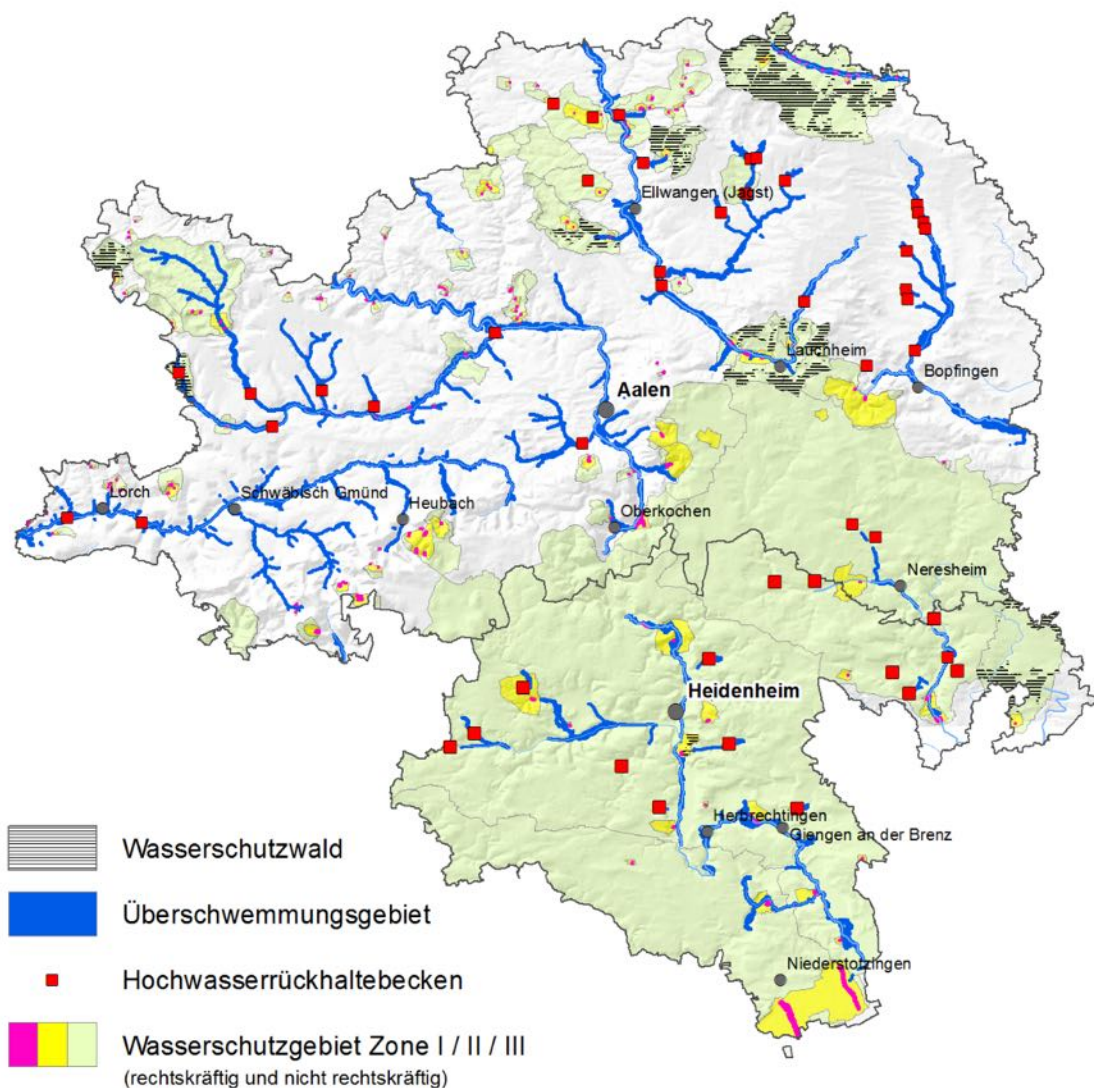 Ellwangen (Jagst)
Lauchheim
Bopfingen
Aalen
Lorch
Schwäbisch Gmünd
Heubach
Oberkochen
Neresheim
Heidenheim
Herbrechtingen
Giengen an der Brenz
Niederstotzingen
Wasserschutzwald
Überschwemmungsgebiet
Hochwasserrückhaltebecken
Wasserschutzgebiet Zone I / II / III
(rechtskräftig und nicht rechtskräftig)